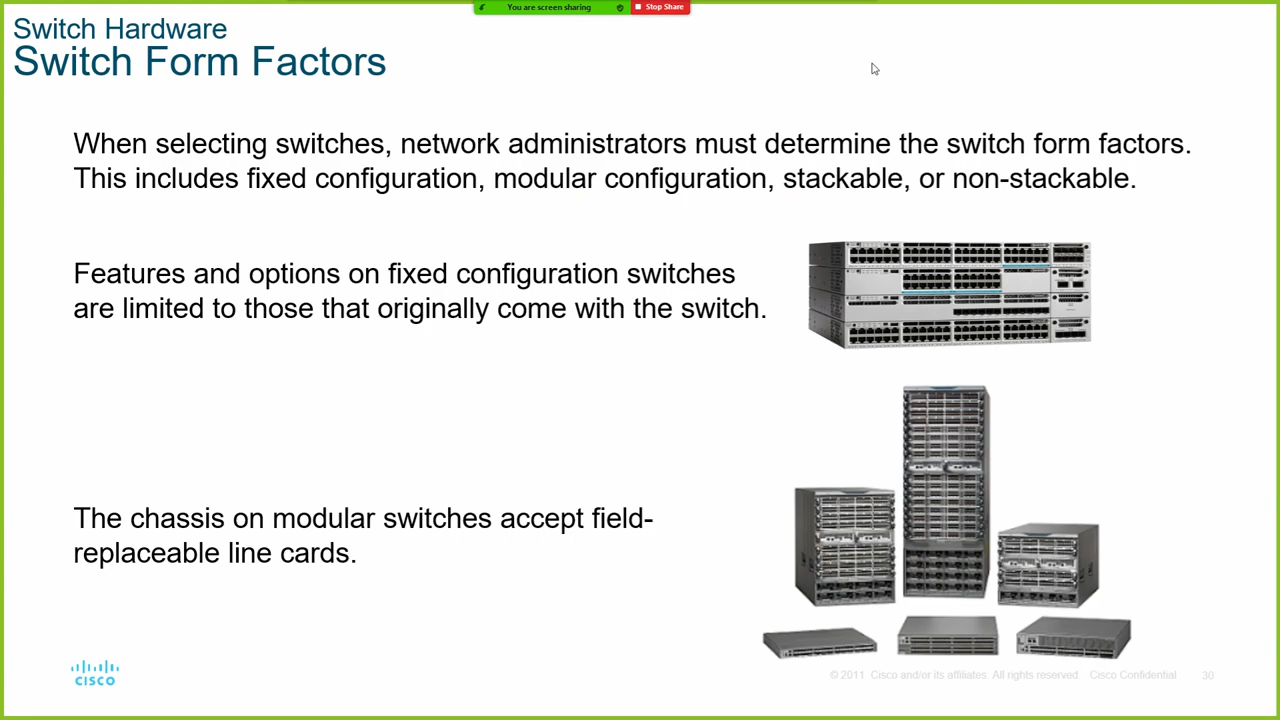 You are screen sharing
Stop Share
Switch Hardware
Switch Form Factors
When selecting switches, network administrators must determine the switch form factors.
This includes fixed configuration, modular configuration, stackable, or non-stackable.
Features and options on fixed configuration switches
are limited to those that originally come with the switch.
The chassis on modular switches accept field-
replaceable line cards.
CISCO
© 2011 Cisco and/or its affiliates. All rights reserved. Cisco Confidential 30